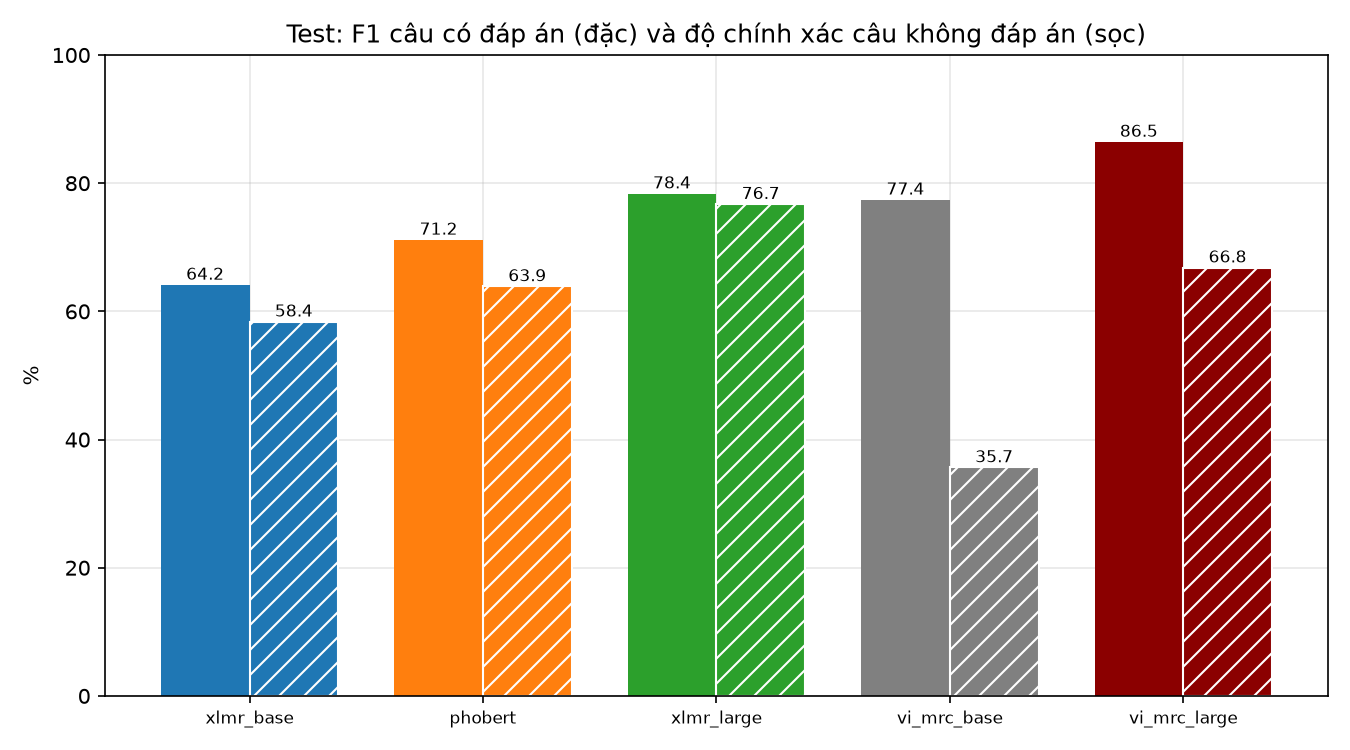 Test: F1 câu có đáp án (đặc) và độ chính xác câu không đáp án (sọc)
100
80
60
40
20
0
%
64.2
58.4
71.2
63.9
78.4
76.7
77.4
35.7
86.5
66.8
xlmr_base
phobert
xlmr_large
vi_mrc_base
vi_mrc_large